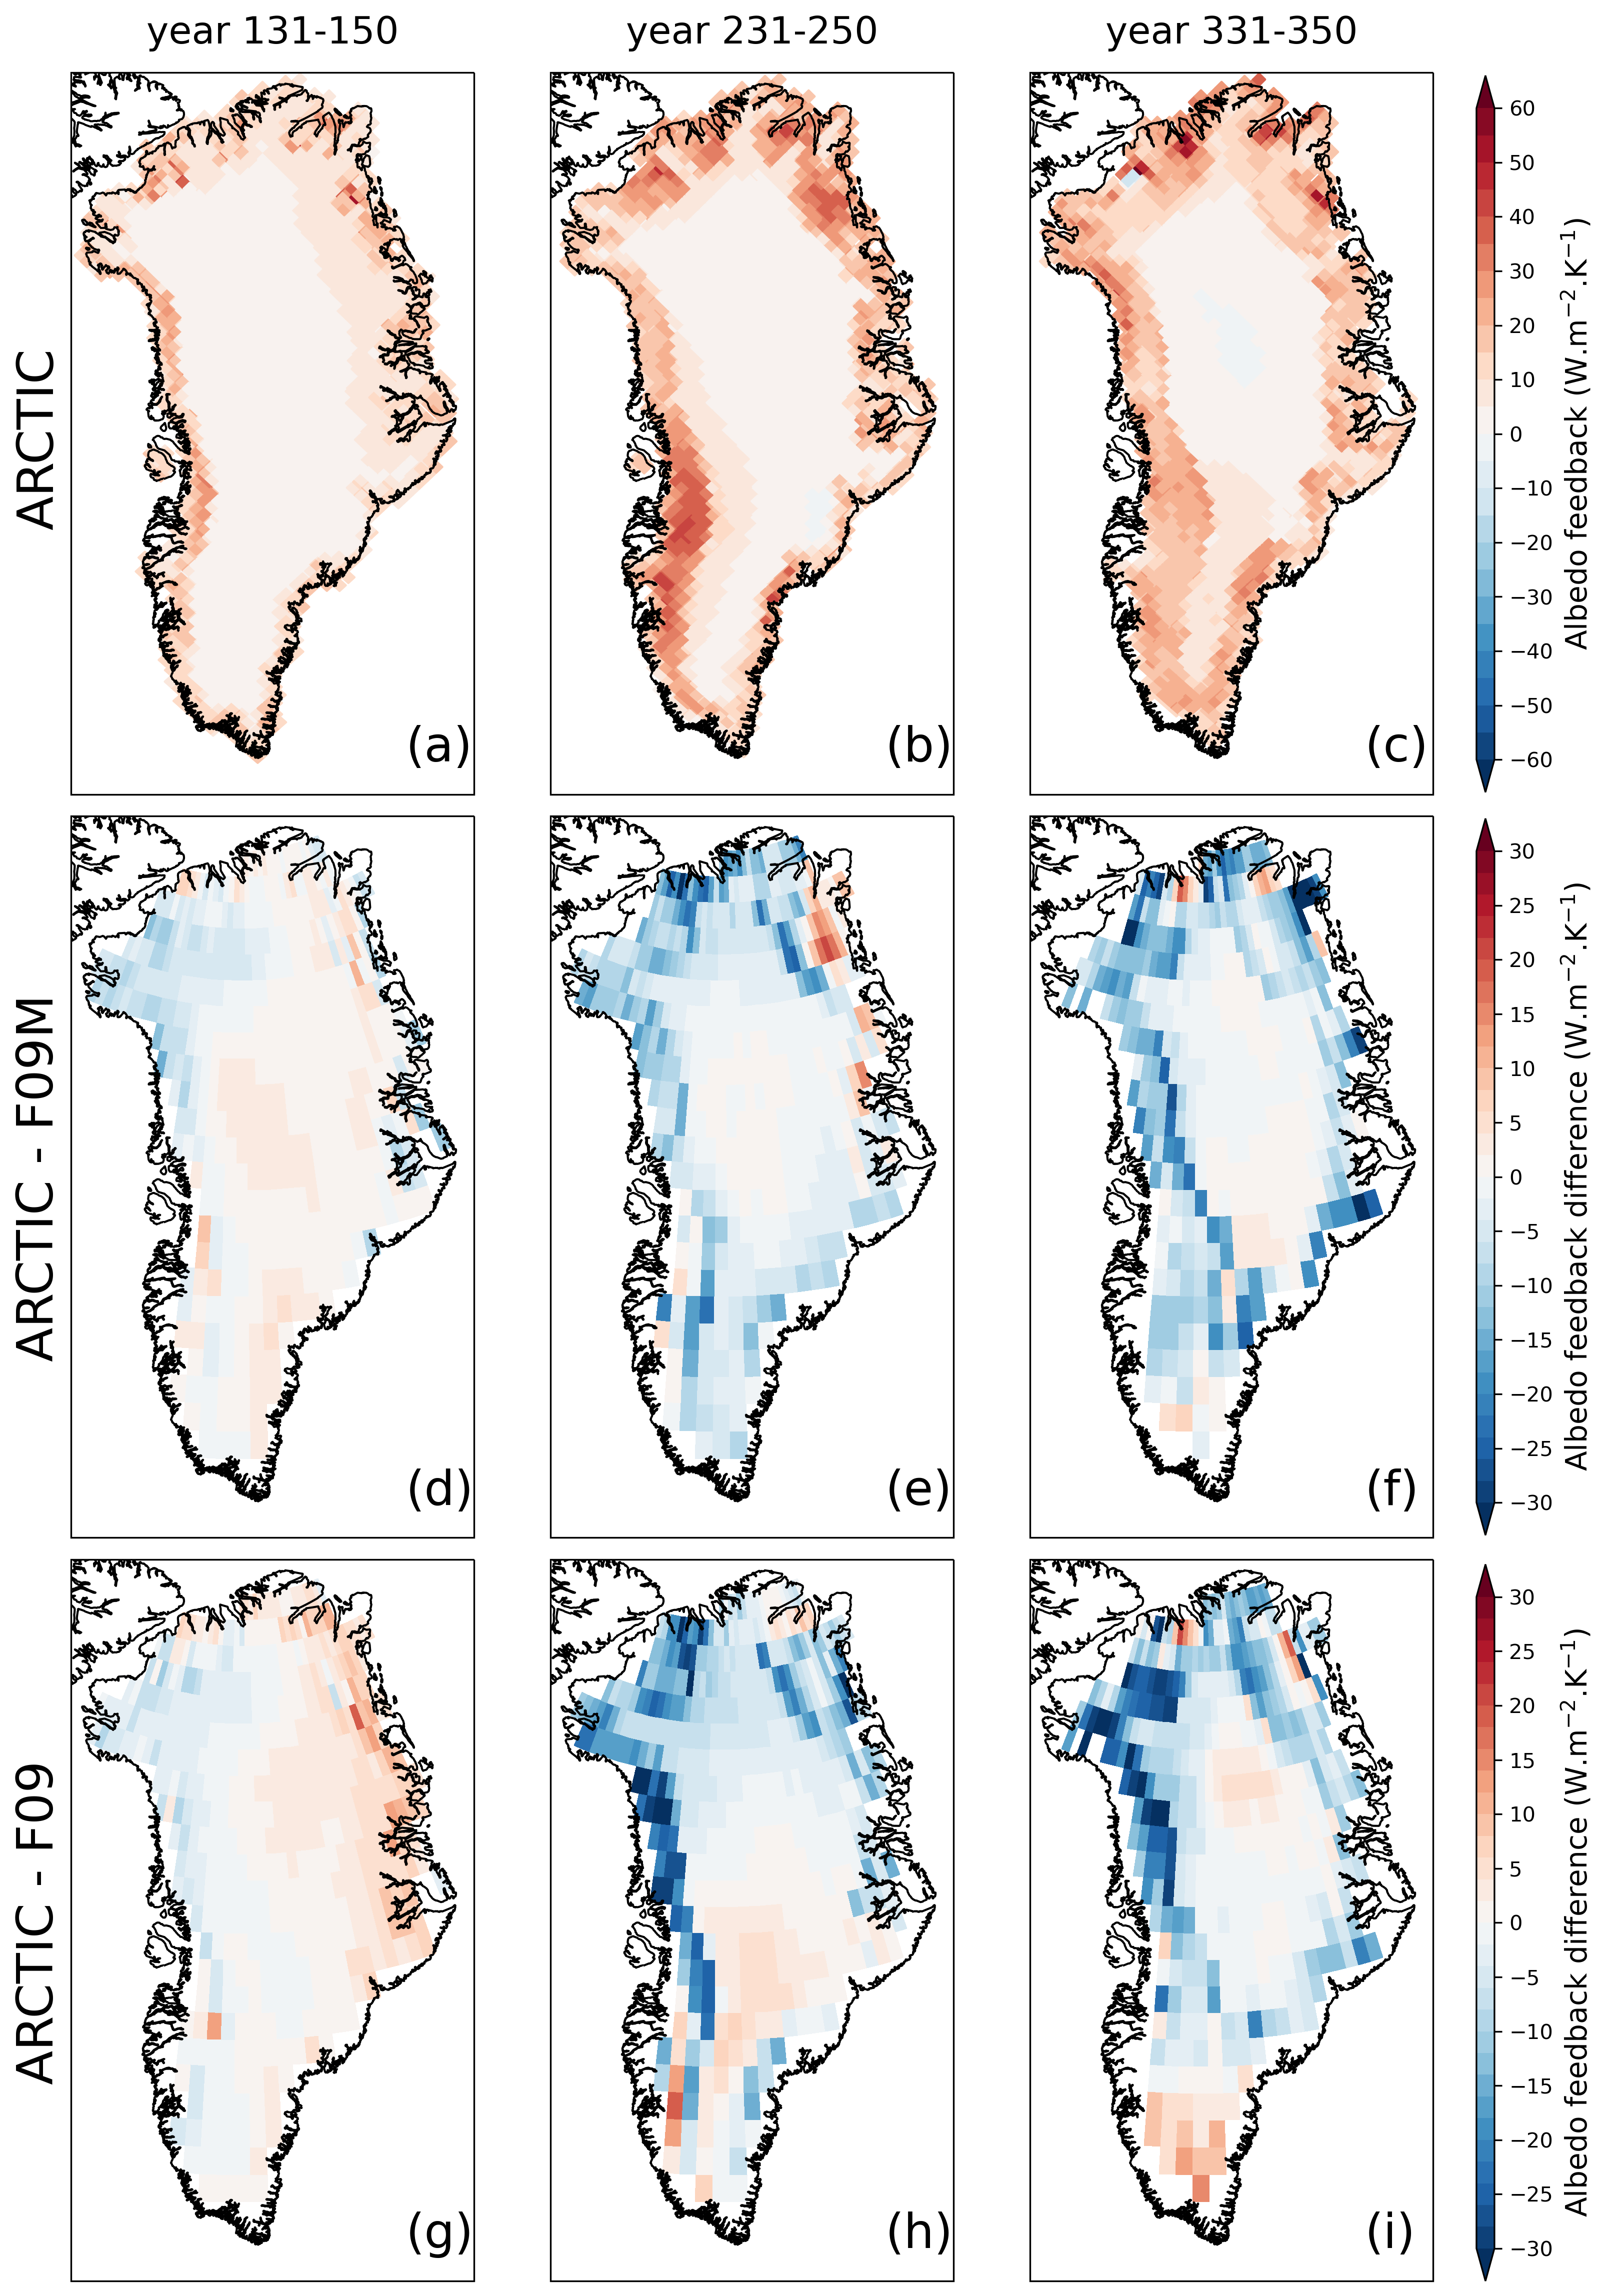 year 131-150
year 231-250
year 331-350
ARCTIC
(a)
(b)
(c)
60
50
40
30
20
10
0
−10
−20
−30
−40
−50
−60
Albedo feedback (W.m⁻².K⁻¹)
ARCTIC - F09M
(d)
(e)
(f)
30
25
20
15
10
5
0
−5
−10
−15
−20
−25
−30
Albedo feedback difference (W.m⁻².K⁻¹)
ARCTIC - F09
(g)
(h)
(i)
30
25
20
15
10
5
0
−5
−10
−15
−20
−25
−30
Albedo feedback difference (W.m⁻².K⁻¹)